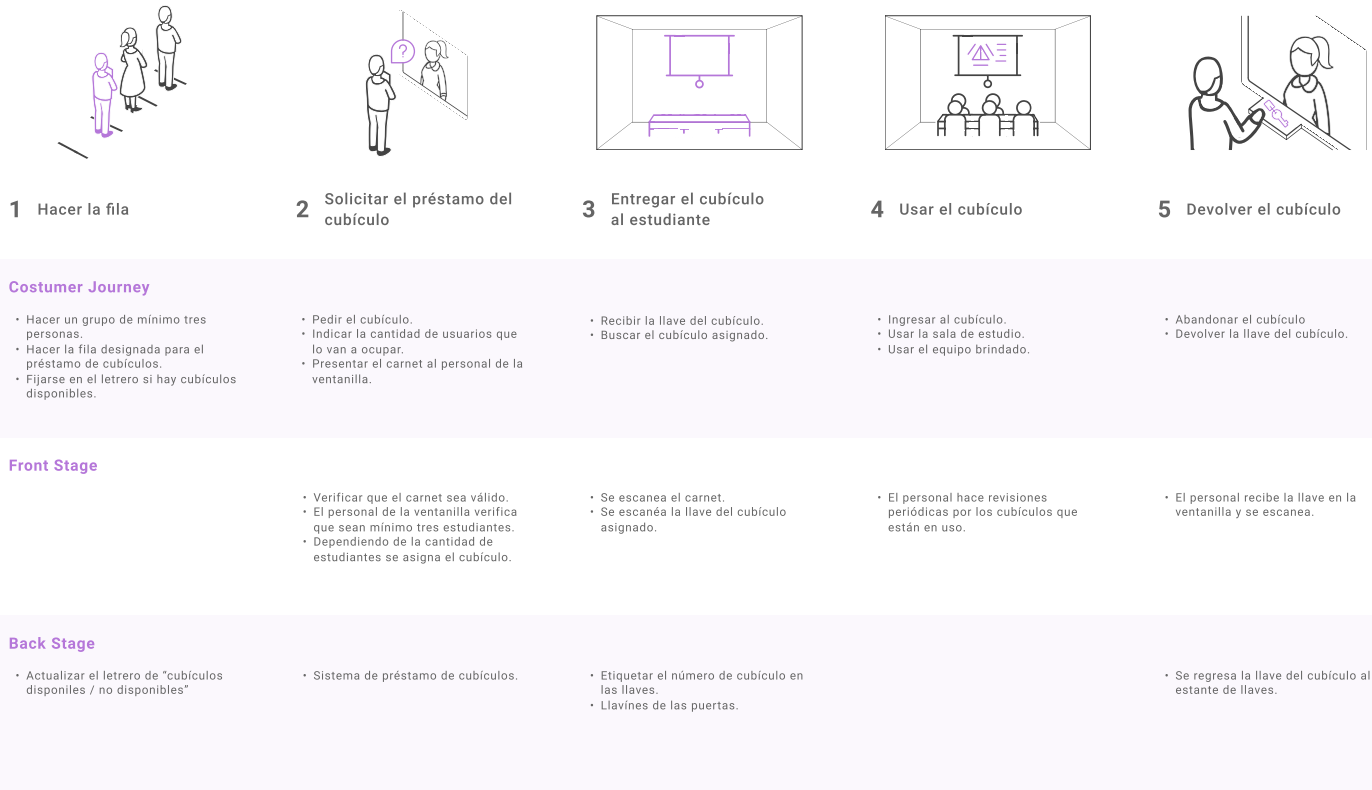 ?
1 Hacer la fila
2 Solicitar el préstamo del
cubículo
3 Entregar el cubículo
al estudiante
4 Usar el cubículo
5 Devolver el cubículo
Costumer Journey
• Hacer un grupo de mínimo tres
personas.
• Hacer la fila designada para el
préstamo de cubículos.
• Fijarse en el letrero si hay cubículos
disponibles.
• Pedir el cubículo.
• Indicar la cantidad de usuarios que
lo van a ocupar.
• Presentar el carnet al personal de la
ventanilla.
• Recibir la llave del cubículo.
• Buscar el cubículo asignado.
• Ingresar al cubículo.
• Usar la sala de estudio.
• Usar el equipo brindado.
• Abandonar el cubículo
• Devolver la llave del cubículo.
Front Stage
• Verificar que el carnet sea válido.
• El personal de la ventanilla verifica
que sean mínimo tres estudiantes.
• Dependiendo de la cantidad de
estudiantes se asigna el cubículo.
• Se escanea el carnet.
• Se escanéa la llave del cubículo
asignado.
• El personal hace revisiones
periódicas por los cubículos que
están en uso.
• El personal recibe la llave en la
ventanilla y se escanea.
Back Stage
• Actualizar el letrero de “cubículos
disponiles / no disponibles”
• Sistema de préstamo de cubículos.
• Etiquetar el número de cubículo en
las llaves.
• Llavínes de las puertas.
• Se regresa la llave del cubículo al
estante de llaves.